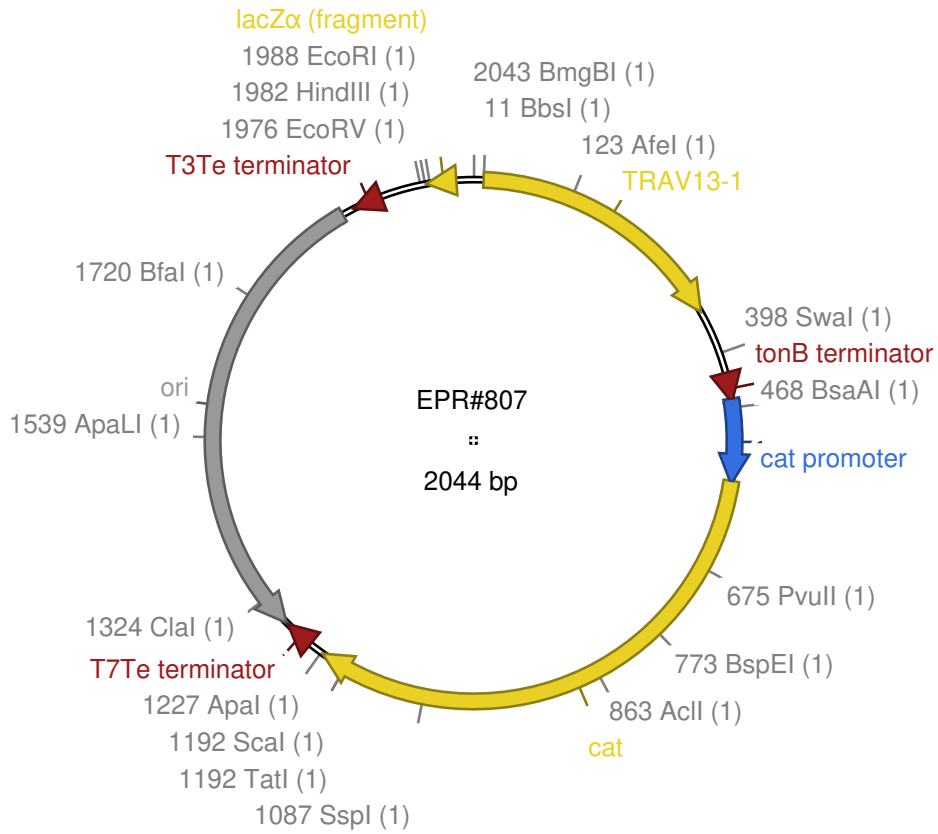 lacZα (fragment)
1988 EcoRI (1)
1982 HindIII (1)
1976 EcoRV (1)
T3Te terminator
2043 BmgBI (1)
11 BbsI (1)
123 AfeI (1)
TRAV13-1
1720 BfaI (1)
398 SwaI (1)
tonB terminator
468 BsaAI (1)
cat promoter
ori
1539 ApaLI (1)
EPR#807
2044 bp
675 PvuII (1)
773 BspEI (1)
863 AclI (1)
cat
1324 ClaI (1)
T7Te terminator
1227 ApaI (1)
1192 ScaI (1)
1192 TatI (1)
1087 SspI (1)